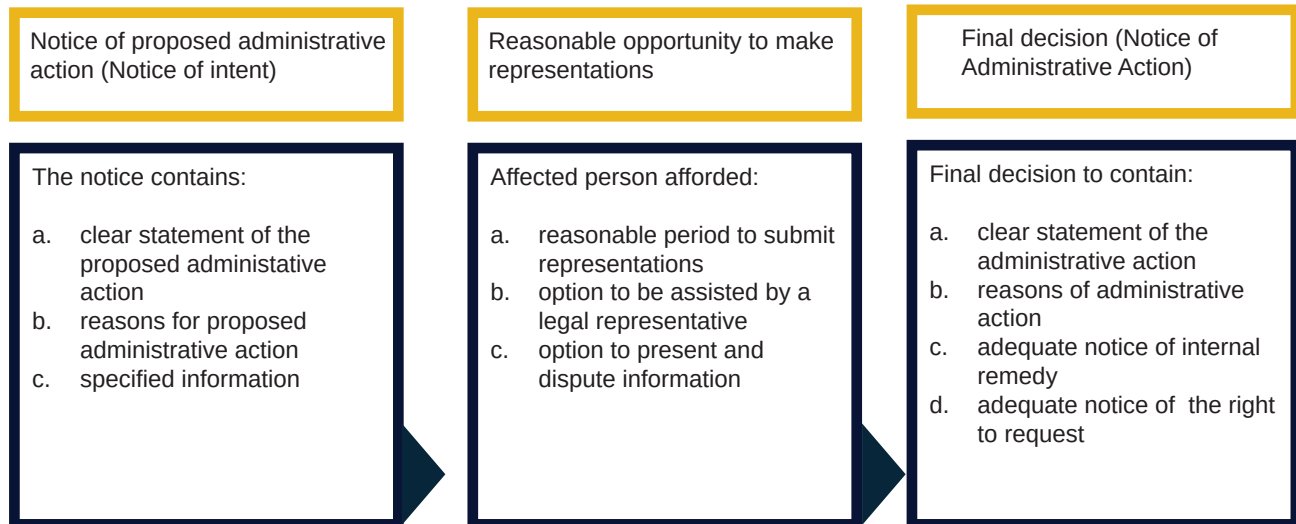 Notice of proposed administrative
action (Notice of intent)
Reasonable opportunity to make
representations
Final decision (Notice of
Administrative Action)
The notice contains:
a. clear statement of the
proposed administative
action
b. reasons for proposed
administrative action
c. specified information
Affected person afforded:
a. reasonable period to submit
representations
b. option to be assisted by a
legal representative
c. option to present and
dispute information
Final decision to contain:
a. clear statement of the
administrative action
b. reasons of administrative
action
c. adequate notice of internal
remedy
d. adequate notice of  the right
to request